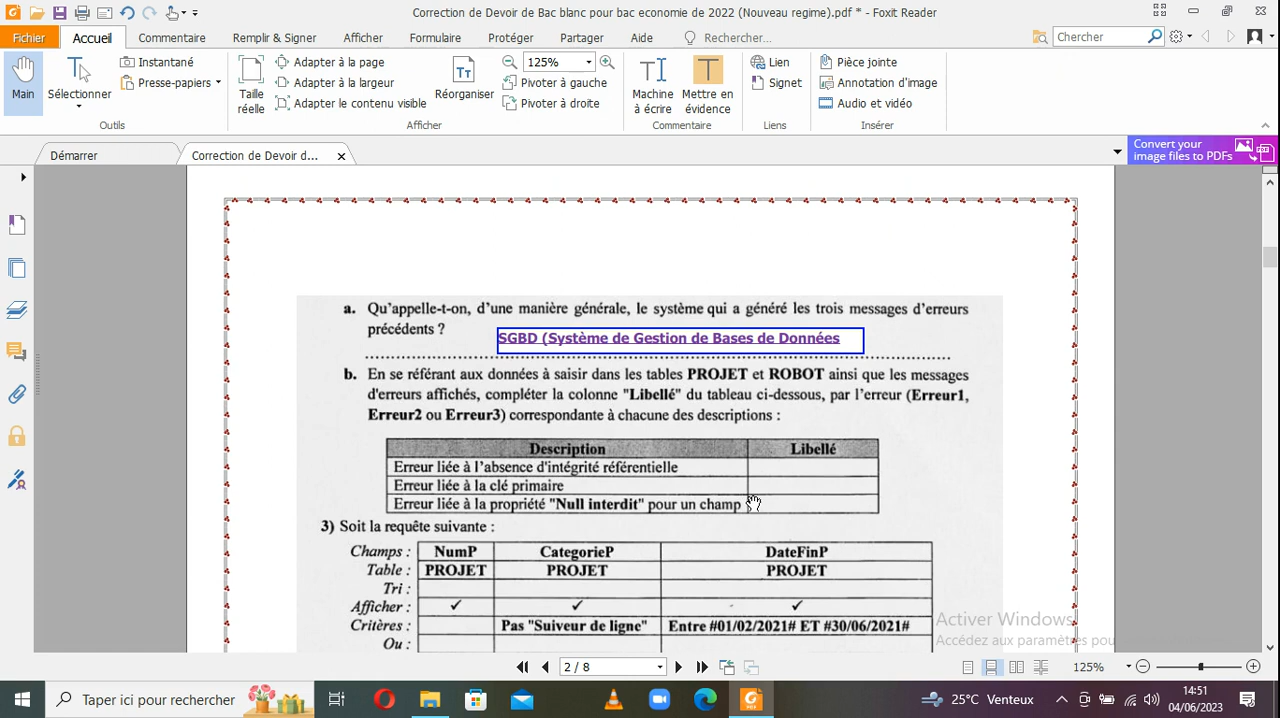 Correction de Devoir de Bac blanc pour bac economie de 2022 (Nouveau regime).pdf * - Foxit Reader
Fichier Accueil Commentaire Remplir & Signer Afficher Formulaire Protéger Partager Aide Rechercher... Chercher
Main
Sélectionner
Instantané
Presse-papiers
Outils
Taille réelle
Adapter à la page
Adapter à la largeur
Adapter le contenu visible
Réorganiser
125%
Pivoter à gauche
Pivoter à droite
Afficher
Machine à écrire
Mettre en évidence
Commentaire
Lien
Signet
Liens
Pièce jointe
Annotation d'image
Audio et vidéo
Insérer
Démarrer
Correction de Devoir d...
Convert your
image files to PDFs
a. Qu'appelle-t-on, d'une manière générale, le système qui a généré les trois messages d'erreurs
précédents ?
SGBD (Système de Gestion de Bases de Données
b. En se référant aux données à saisir dans les tables PROJET et ROBOT ainsi que les messages
d'erreurs affichés, compléter la colonne "Libellé" du tableau ci-dessous, par l'erreur (Erreur1,
Erreur2 ou Erreur3) correspondante à chacune des descriptions :
Description Libellé
Erreur liée à l'absence d'intégrité référentielle
Erreur liée à la clé primaire
Erreur liée à la propriété "Null interdit" pour un champ
3) Soit la requête suivante :
Champs : NumP CategorieP DateFinP
Table : PROJET PROJET PROJET
Tri :
Afficher : ✓ ✓ ✓
Critères : Pas "Suiveur de ligne" Entre #01/02/2021# ET #30/06/2021#
Ou :
Activer Windows
Accédez aux paramètres pou
2 / 8
125%
Taper ici pour rechercher
25°C Venteux
14:51
04/06/2023